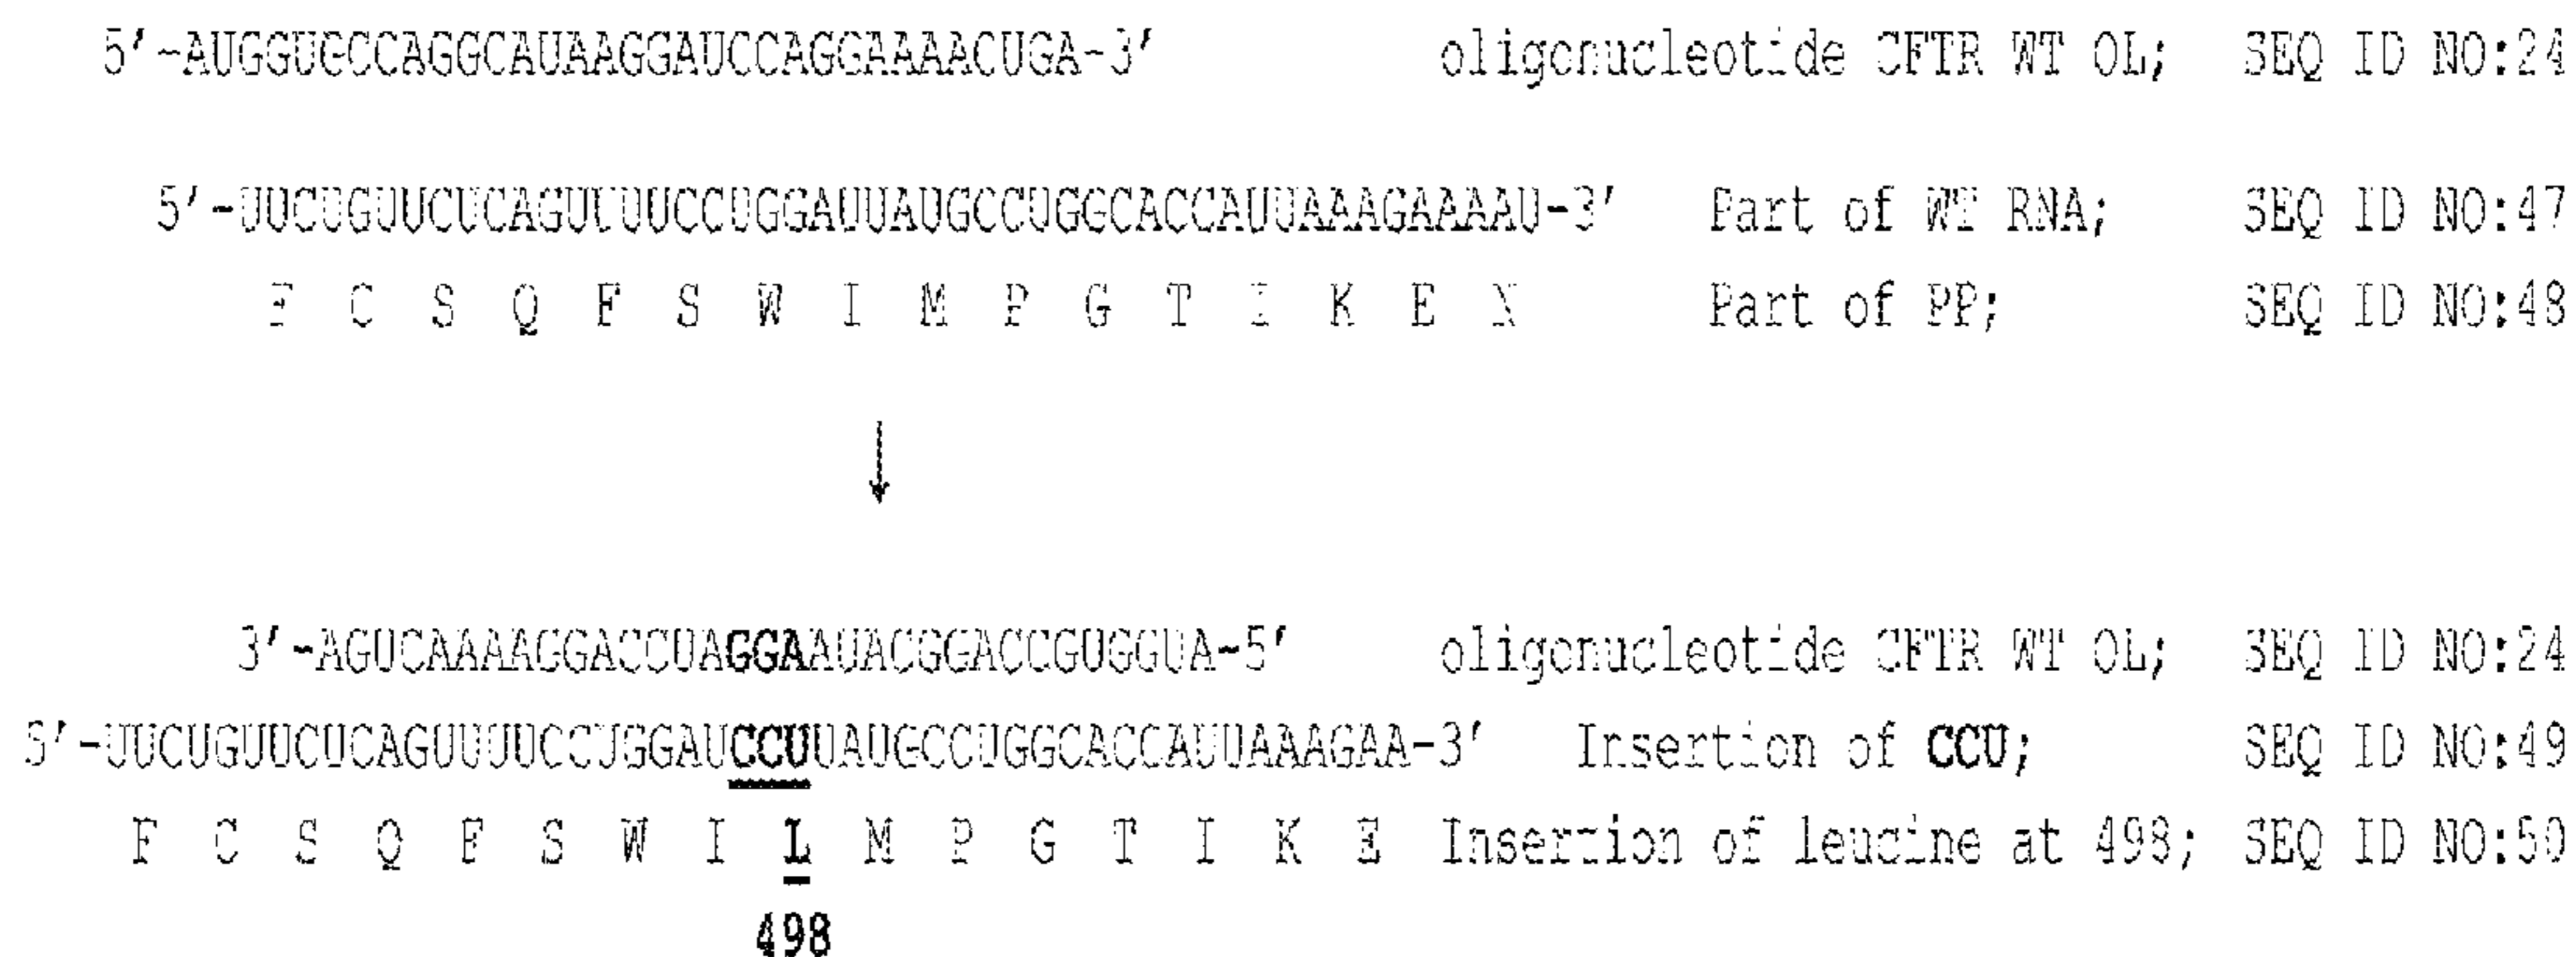 5'-AUGGUGCCAGGCAUAAGGAUCCAGGAAAACUGA-3' oligonucleotide CFTR WT OL; SEQ ID NO:24
5'-UUCUGUUCUCAGUUUUCCUGGAUUAUGCCUGGCACCAUUAAAGAAAAU-3' Part of WT RNA; SEQ ID NO:47
F C S Q F S W I M P G T I K E N Part of PP; SEQ ID NO:48
↓
3'-AGUCAAAAGGACCUAGGAAUACGGACCGUGGUA-5' oligonucleotide CFTR WT OL; SEQ ID NO:24
5'-UUCUGUUCUCAGUUUUCCUGGAUCCUUAUGCCUGGCACCAUUAAAGAA-3' Insertion of CCU; SEQ ID NO:49
F C S Q F S W I L M P G T I K E Insertion of leucine at 498; SEQ ID NO:50
498